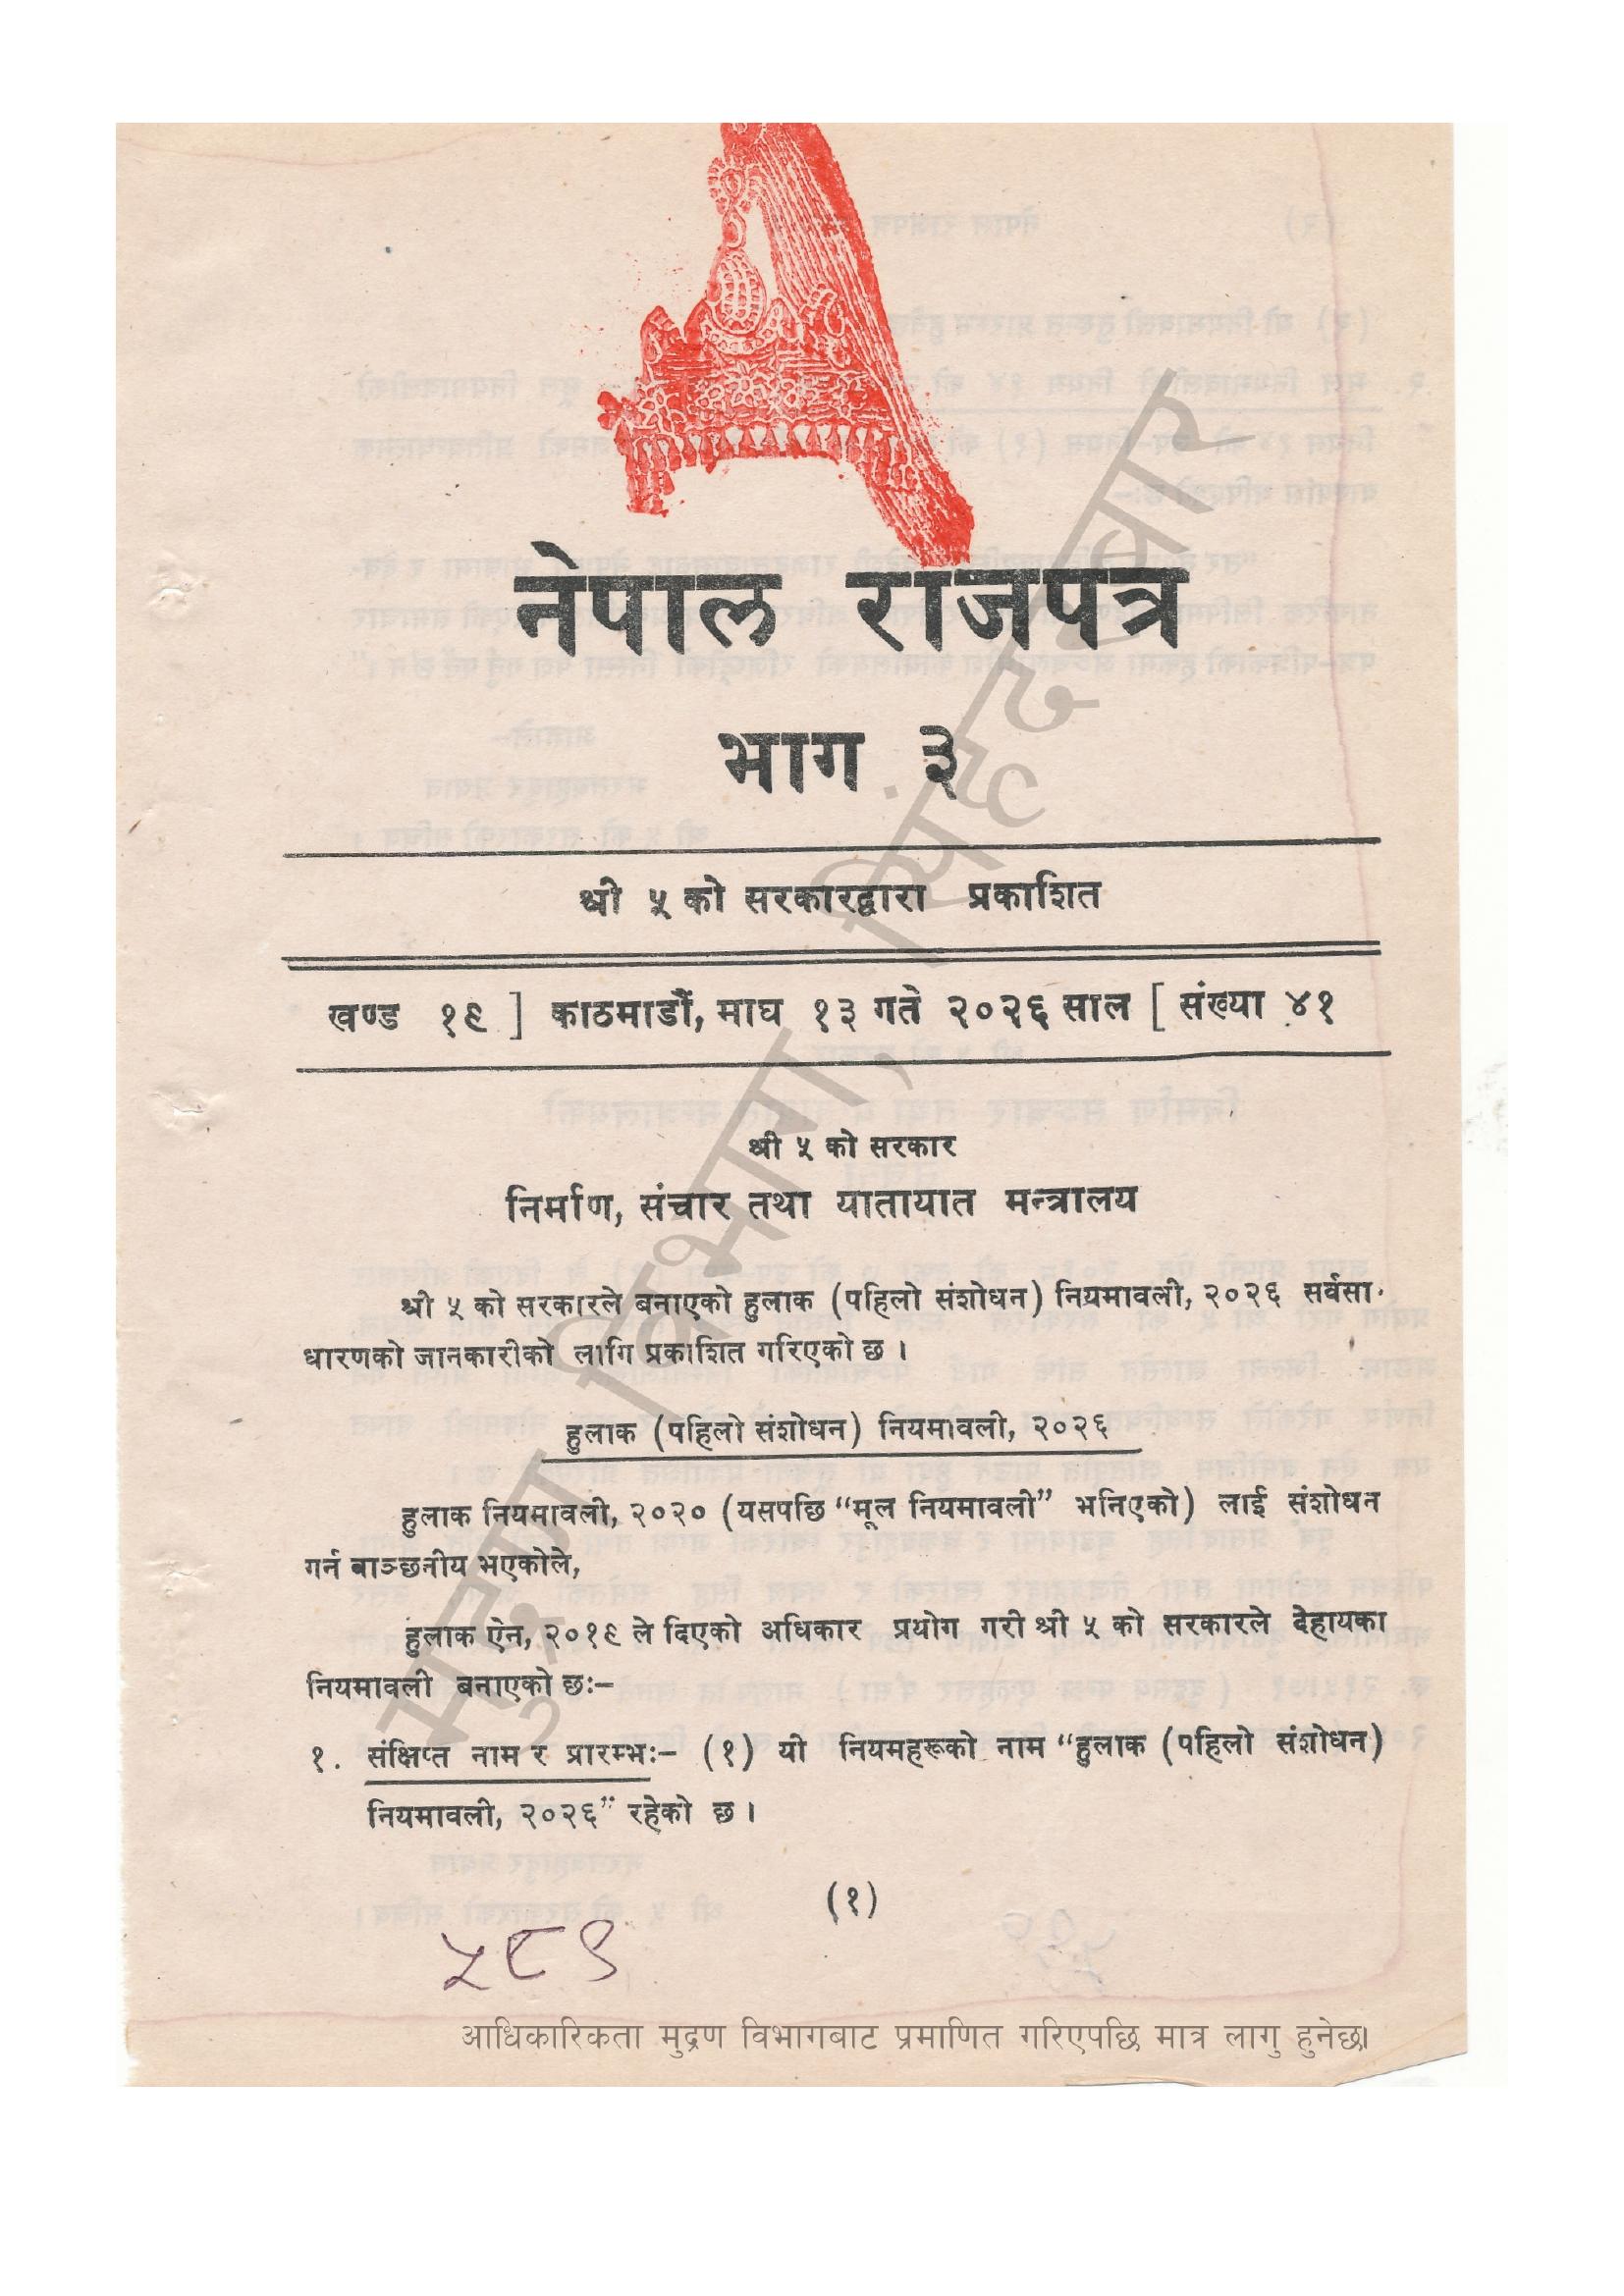 नेपाल राजपत्र
भाग ३
श्री ५ को सरकारद्वारा प्रकाशित
खण्ड १९ ] काठमाडौं, माघ १३ गते २०२६ साल [ संख्या ४१
श्री ५ को सरकार
निर्माण, संचार तथा यातायात मन्त्रालय
श्री ५ को सरकारले बनाएको हुलाक (पहिलो संशोधन) नियमावली, २०२६ सर्वसा-
धारणको जानकारीको लागि प्रकाशित गरिएको छ ।
हुलाक (पहिलो संशोधन) नियमावली, २०२६
हुलाक नियमावली, २०२० (यसपछि “मूल नियमावली” भनिएको) लाई संशोधन
गर्न बाञ्छनीय भएकोले,
हुलाक ऐन, २०१९ ले दिएको अधिकार प्रयोग गरी श्री ५ को सरकारले देहायका
नियमावली बनाएको छः–
१. संक्षिप्त नाम र प्रारम्भः– (१) यो नियमहरूको नाम “हुलाक (पहिलो संशोधन)
नियमावली, २०२६” रहेको छ ।
(१)
५८९
आधिकारिकता मुद्रण विभागबाट प्रमाणित गरिएपछि मात्र लागु हुनेछ।
मुद्रण विभाग, सिंहदरबार